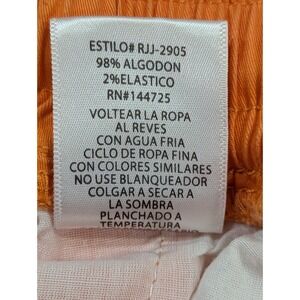 ESTILO# RJJ-2905
98% ALGODON
2%ELASTICO
RN#144725
VOLTEAR LA ROPA
AL REVES
CON AGUA FRIA
CICLO DE ROPA FINA
CON COLORES SIMILARES
NO USE BLANQUEADOR
COLGAR A SECAR A
LA SOMBRA
PLANCHADO A
TEMPERATURA